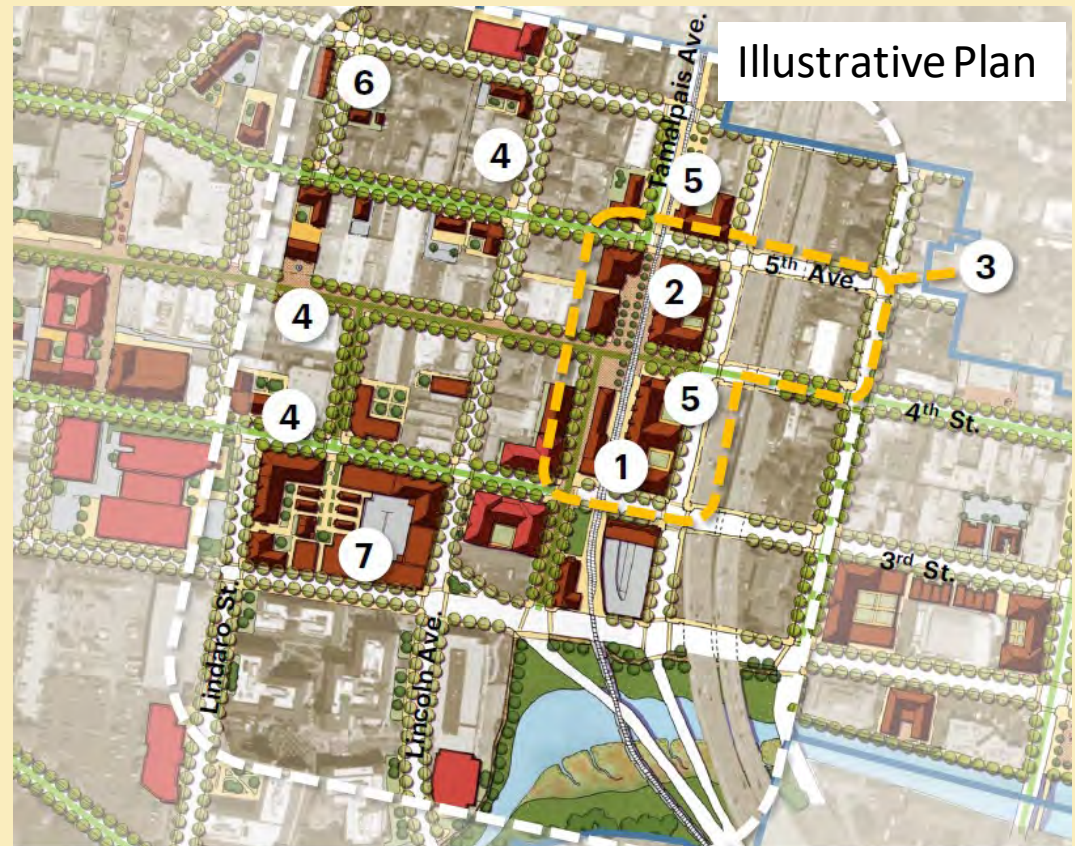 Illustrative Plan
Tamalpais Ave.
6
4
5
5th Ave.
3
2
4
5
4th St.
4
1
7
3rd St.
Lindaro St.
Lincoln Ave.